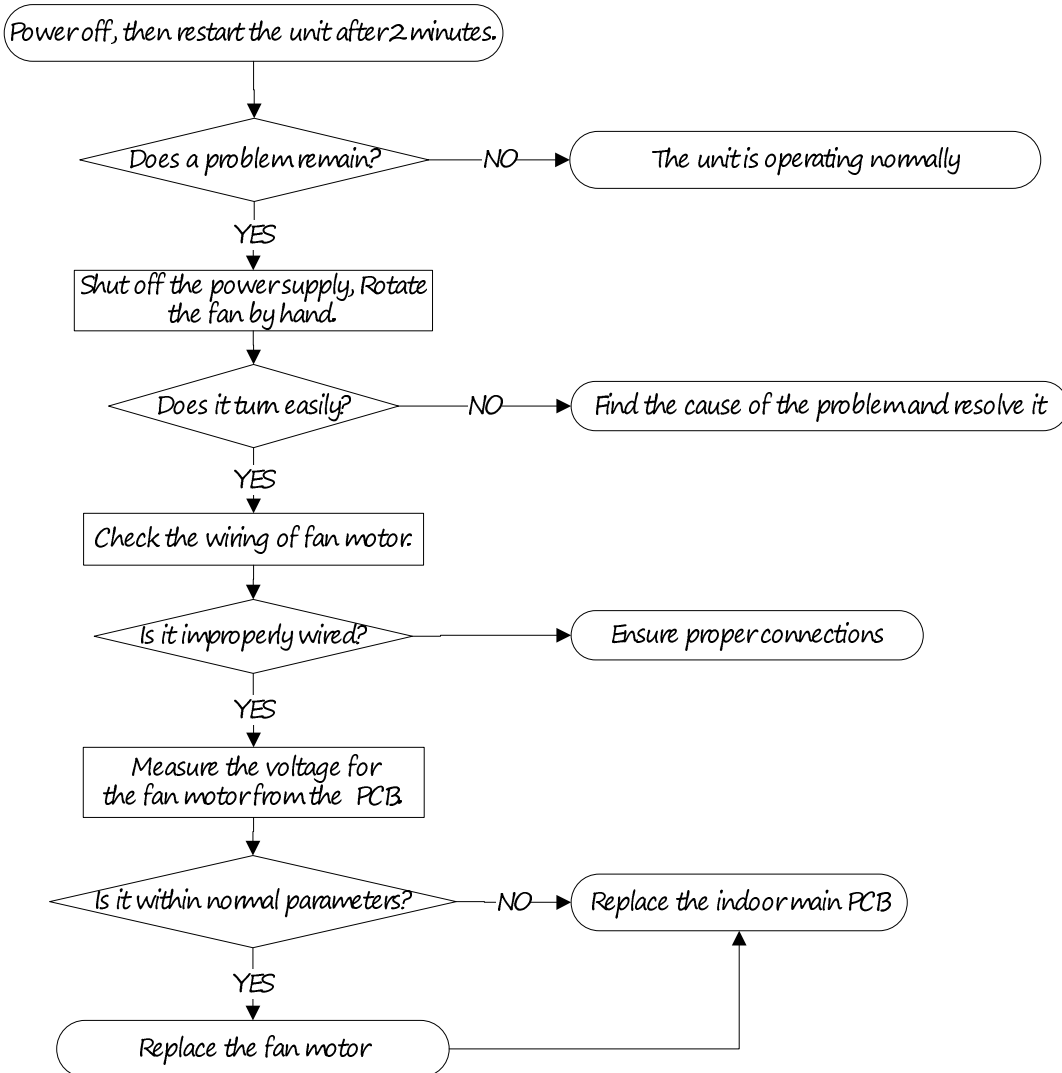 Power off, then restart the unit after 2 minutes.
Does a problem remain?
NO
The unit is operating normally
YES
Shut off the power supply, Rotate
the fan by hand.
Does it turn easily?
NO
Find the cause of the problem and resolve it
YES
Check the wiring of fan motor.
Is it improperly wired?
Ensure proper connections
YES
Measure the voltage for
the fan motor from the PCB.
Is it within normal parameters?
NO
Replace the indoor main PCB
YES
Replace the fan motor